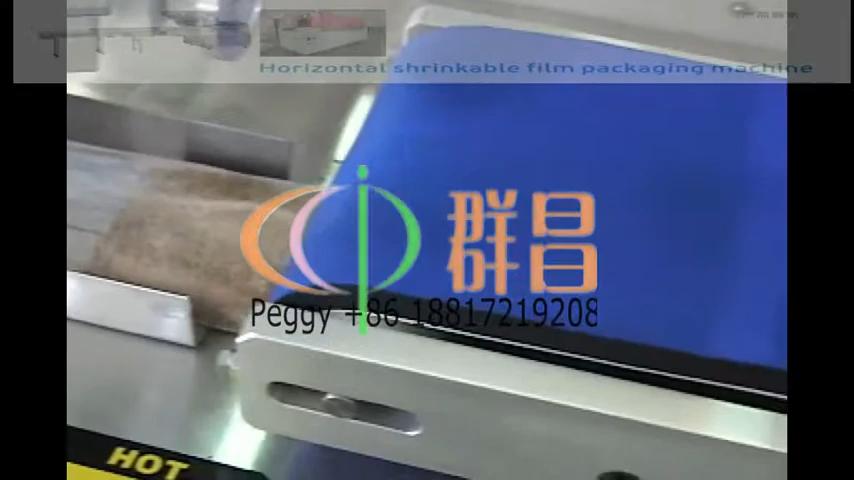 Horizontal shrinkable film packaging machine
群昌
Peggy +86 18817219208
HOT